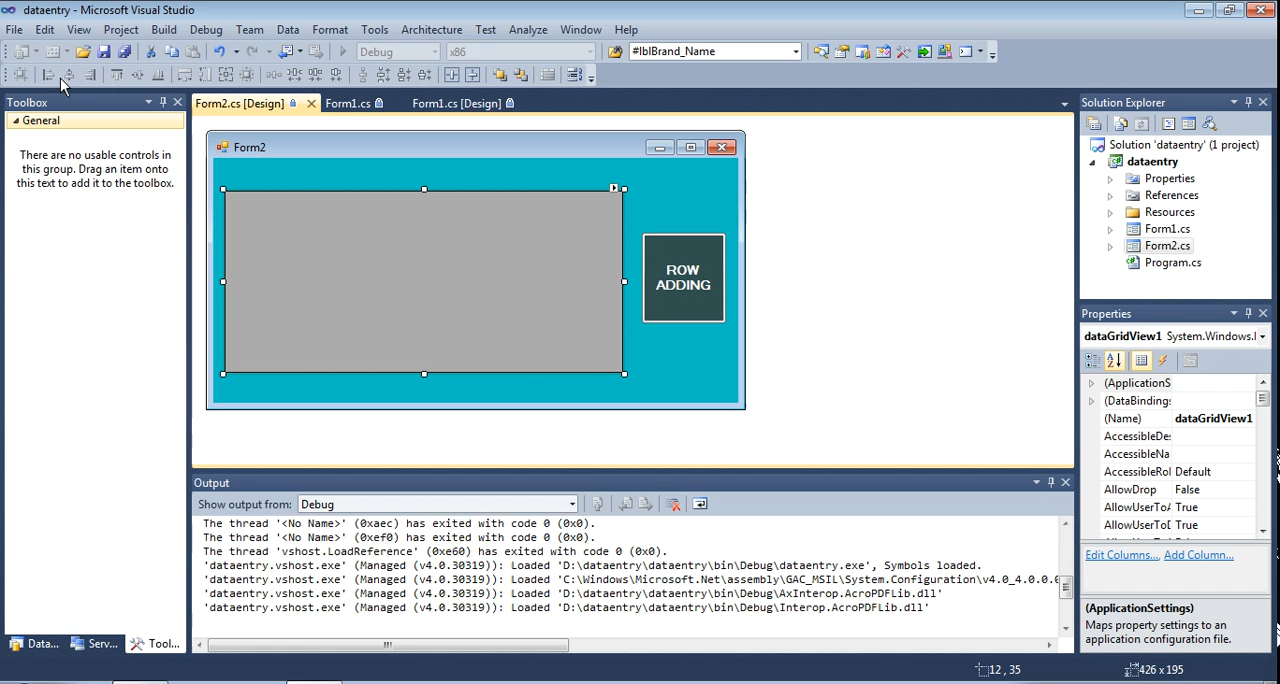 dataentry - Microsoft Visual Studio
File Edit View Project Build Debug Team Data Format Tools Architecture Test Analyze Window Help
Debug x86 #lblBrand_Name
Toolbox
General
There are no usable controls in
this group. Drag an item onto
this text to add it to the toolbox.
Data... Serv... Tool...
Form2.cs [Design] Form1.cs Form1.cs [Design]
Form2
ROW
ADDING
Output
Show output from: Debug
The thread '<No Name>' (0xaec) has exited with code 0 (0x0).
The thread '<No Name>' (0xef0) has exited with code 0 (0x0).
The thread 'vshost.LoadReference' (0xe60) has exited with code 0 (0x0).
'dataentry.vshost.exe' (Managed (v4.0.30319)): Loaded 'D:\dataentry\dataentry\bin\Debug\dataentry.exe', Symbols loaded.
'dataentry.vshost.exe' (Managed (v4.0.30319)): Loaded 'C:\Windows\Microsoft.Net\assembly\GAC_MSIL\System.Configuration\v4.0_4.0.0.0
'dataentry.vshost.exe' (Managed (v4.0.30319)): Loaded 'D:\dataentry\dataentry\bin\Debug\AxInterop.AcroPDFLib.dll'
'dataentry.vshost.exe' (Managed (v4.0.30319)): Loaded 'D:\dataentry\dataentry\bin\Debug\Interop.AcroPDFLib.dll'
Solution Explorer
Solution 'dataentry' (1 project)
dataentry
Properties
References
Resources
Form1.cs
Form2.cs
Program.cs
Properties
dataGridView1 System.Windows.
(ApplicationS
(DataBinding:
(Name) dataGridView1
AccessibleDe
AccessibleNa
AccessibleRol Default
AllowDrop False
AllowUserToA True
AllowUserToD True
Edit Columns..., Add Column...
(ApplicationSettings)
Maps property settings to an
application configuration file.
12 , 35 426 x 195